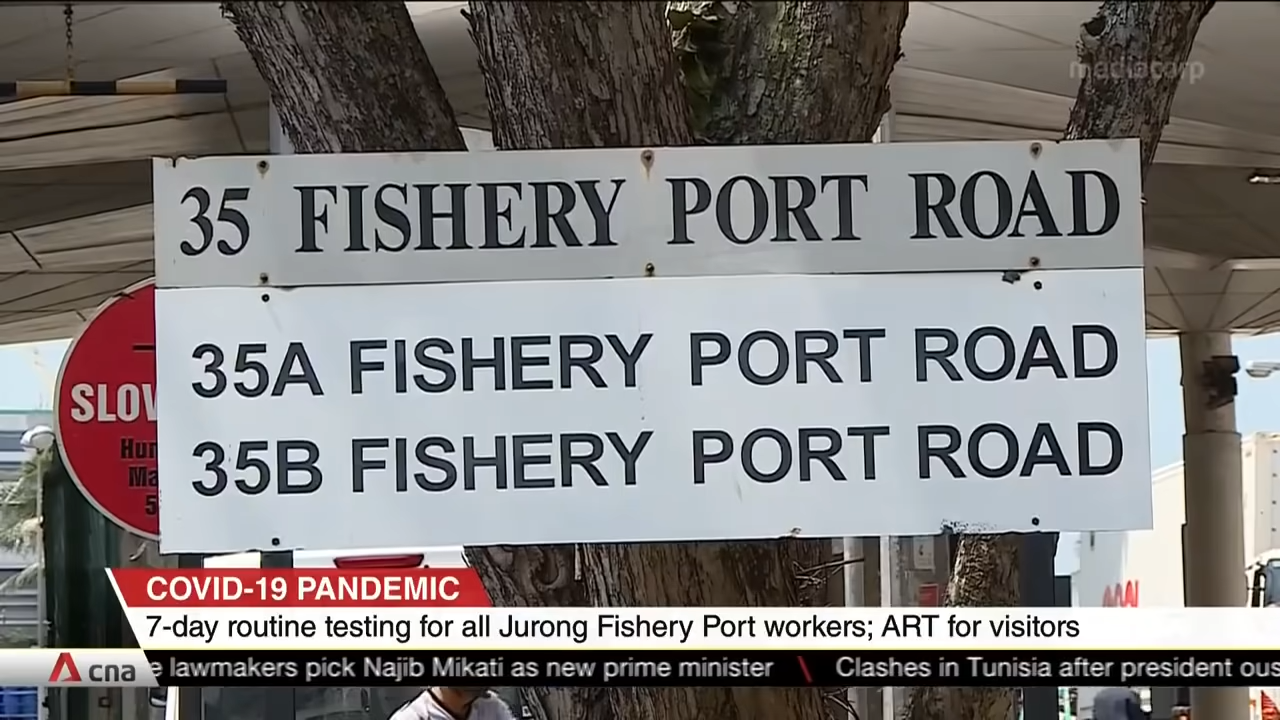 mediacorp
35 FISHERY PORT ROAD
35A FISHERY PORT ROAD
35B FISHERY PORT ROAD
SLOW
COVID-19 PANDEMIC
7-day routine testing for all Jurong Fishery Port workers; ART for visitors
cna
lawmakers pick Najib Mikati as new prime minister \ Clashes in Tunisia after president